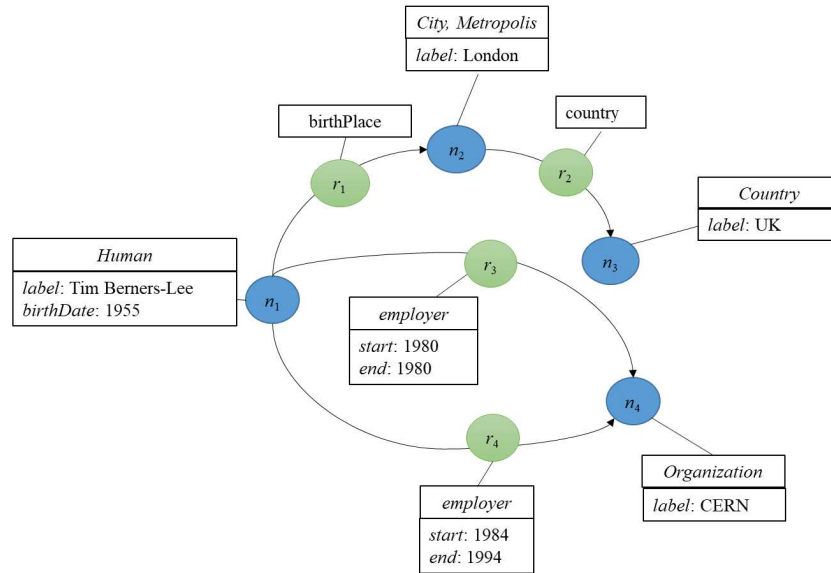 City, Metropolis
label: London
birthPlace
country
n2
r1
r2
Country
label: UK
Human
label: Tim Berners-Lee
birthDate: 1955
n1
r3
n3
employer
start: 1980
end: 1980
n4
r4
Organization
label: CERN
employer
start: 1984
end: 1994